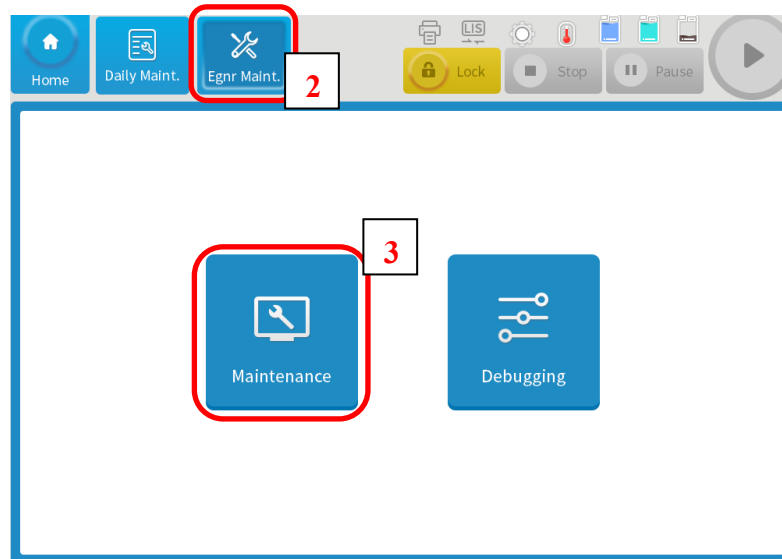 LIS
Home
Daily Maint.
Egnr Maint.
Lock
Stop
Pause
2
3
Maintenance
Debugging